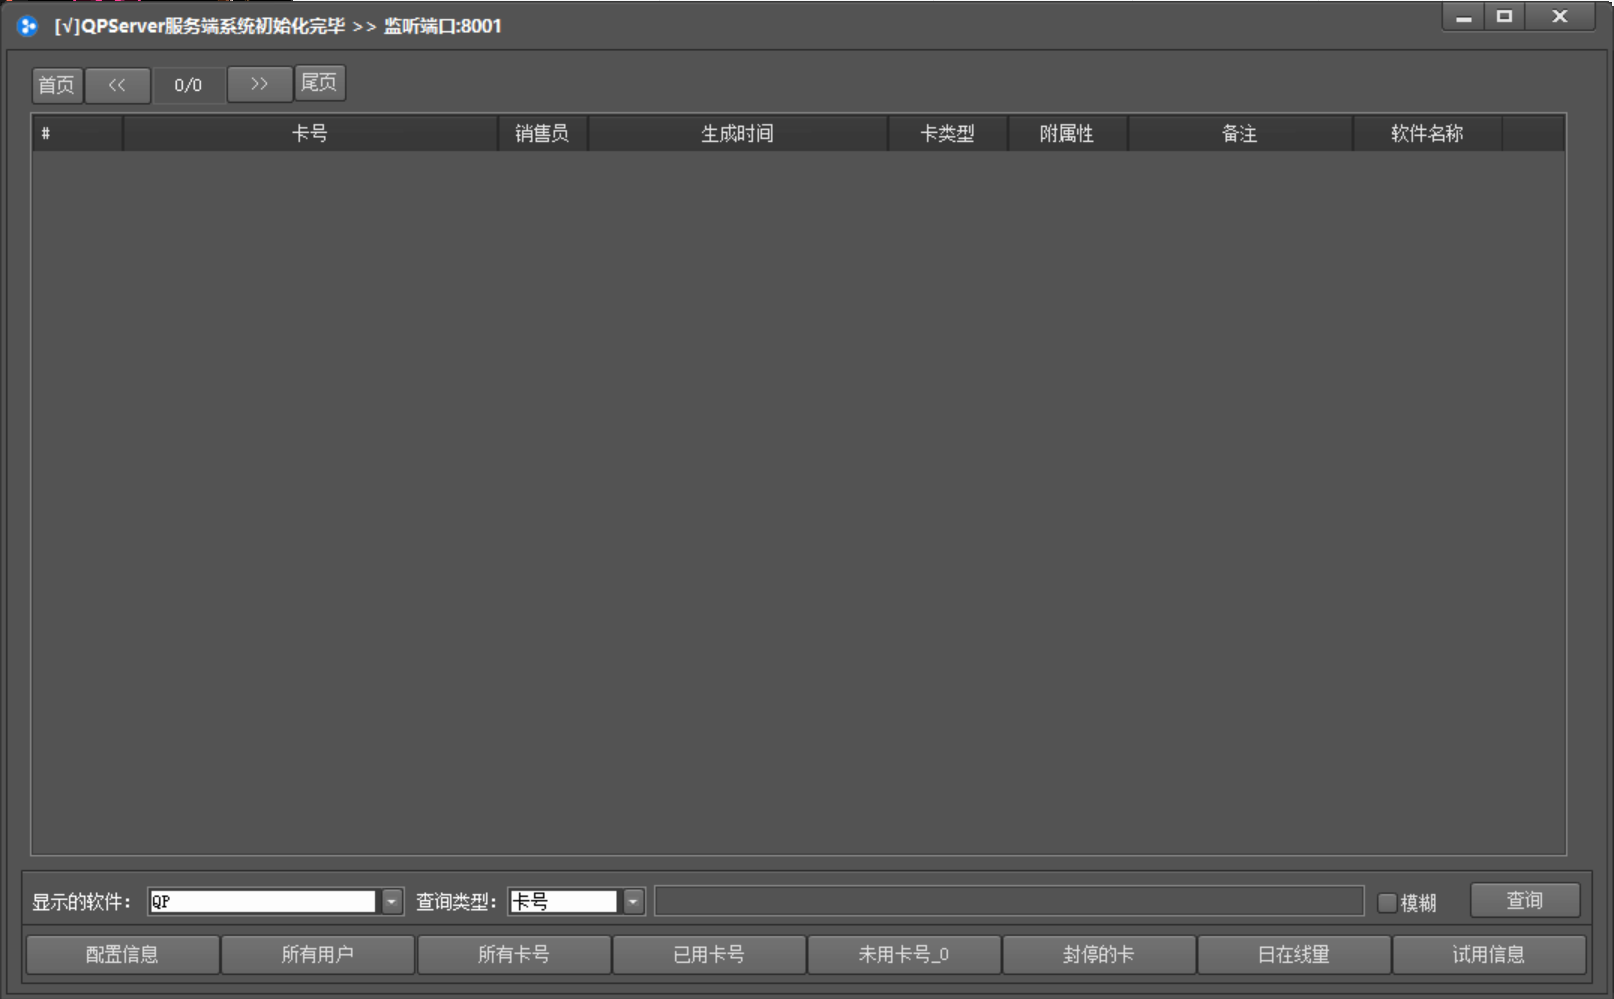 [√]QPServer服务端系统初始化完毕 >> 监听端口:8001
首页 << 0/0 >> 尾页
# 卡号 销售员 生成时间 卡类型 附属性 备注 软件名称
显示的软件: QP 查询类型: 卡号 模糊 查询
配置信息 所有用户 所有卡号 已用卡号 未用卡号_0 封停的卡 日在线量 试用信息